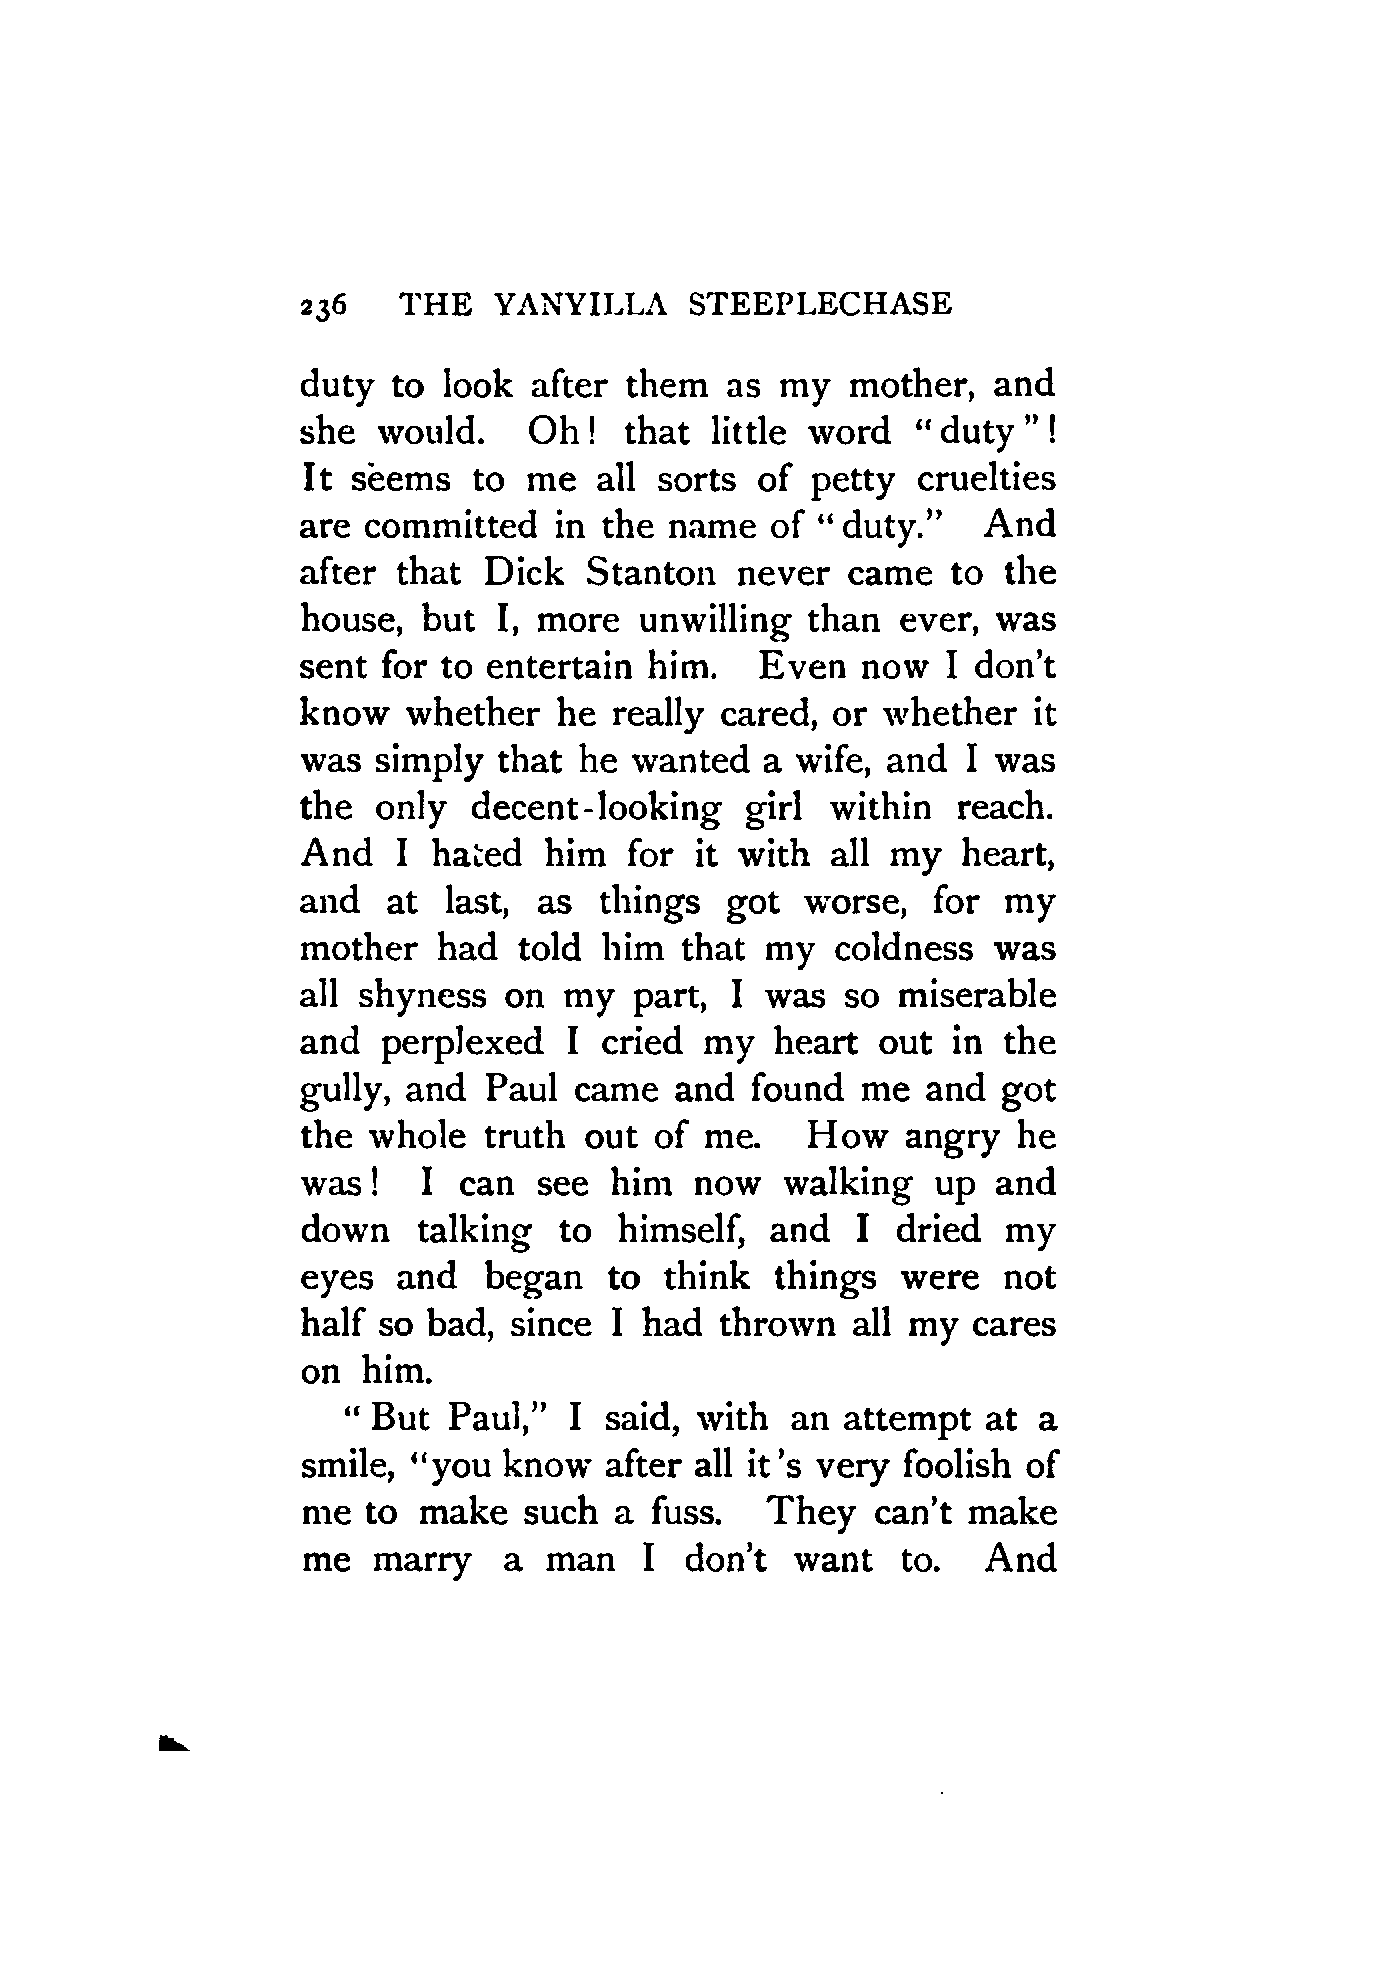 236 THE YANYILLA STEEPLECHASE
duty to look after them as my mother, and
she would. Oh! that little word "duty"!
It seems to me all sorts of petty cruelties
are committed in the name of "duty." And
after that Dick Stanton never came to the
house, but I, more unwilling than ever, was
sent for to entertain him. Even now I don't
know whether he really cared, or whether it
was simply that he wanted a wife, and I was
the only decent-looking girl within reach.
And I hated him for it with all my heart,
and at last, as things got worse, for my
mother had told him that my coldness was
all shyness on my part, I was so miserable
and perplexed I cried my heart out in the
gully, and Paul came and found me and got
the whole truth out of me. How angry he
was! I can see him now walking up and
down talking to himself, and I dried my
eyes and began to think things were not
half so bad, since I had thrown all my cares
on him.
"But Paul," I said, with an attempt at a
smile, "you know after all it's very foolish of
me to make such a fuss. They can't make
me marry a man I don't want to. And